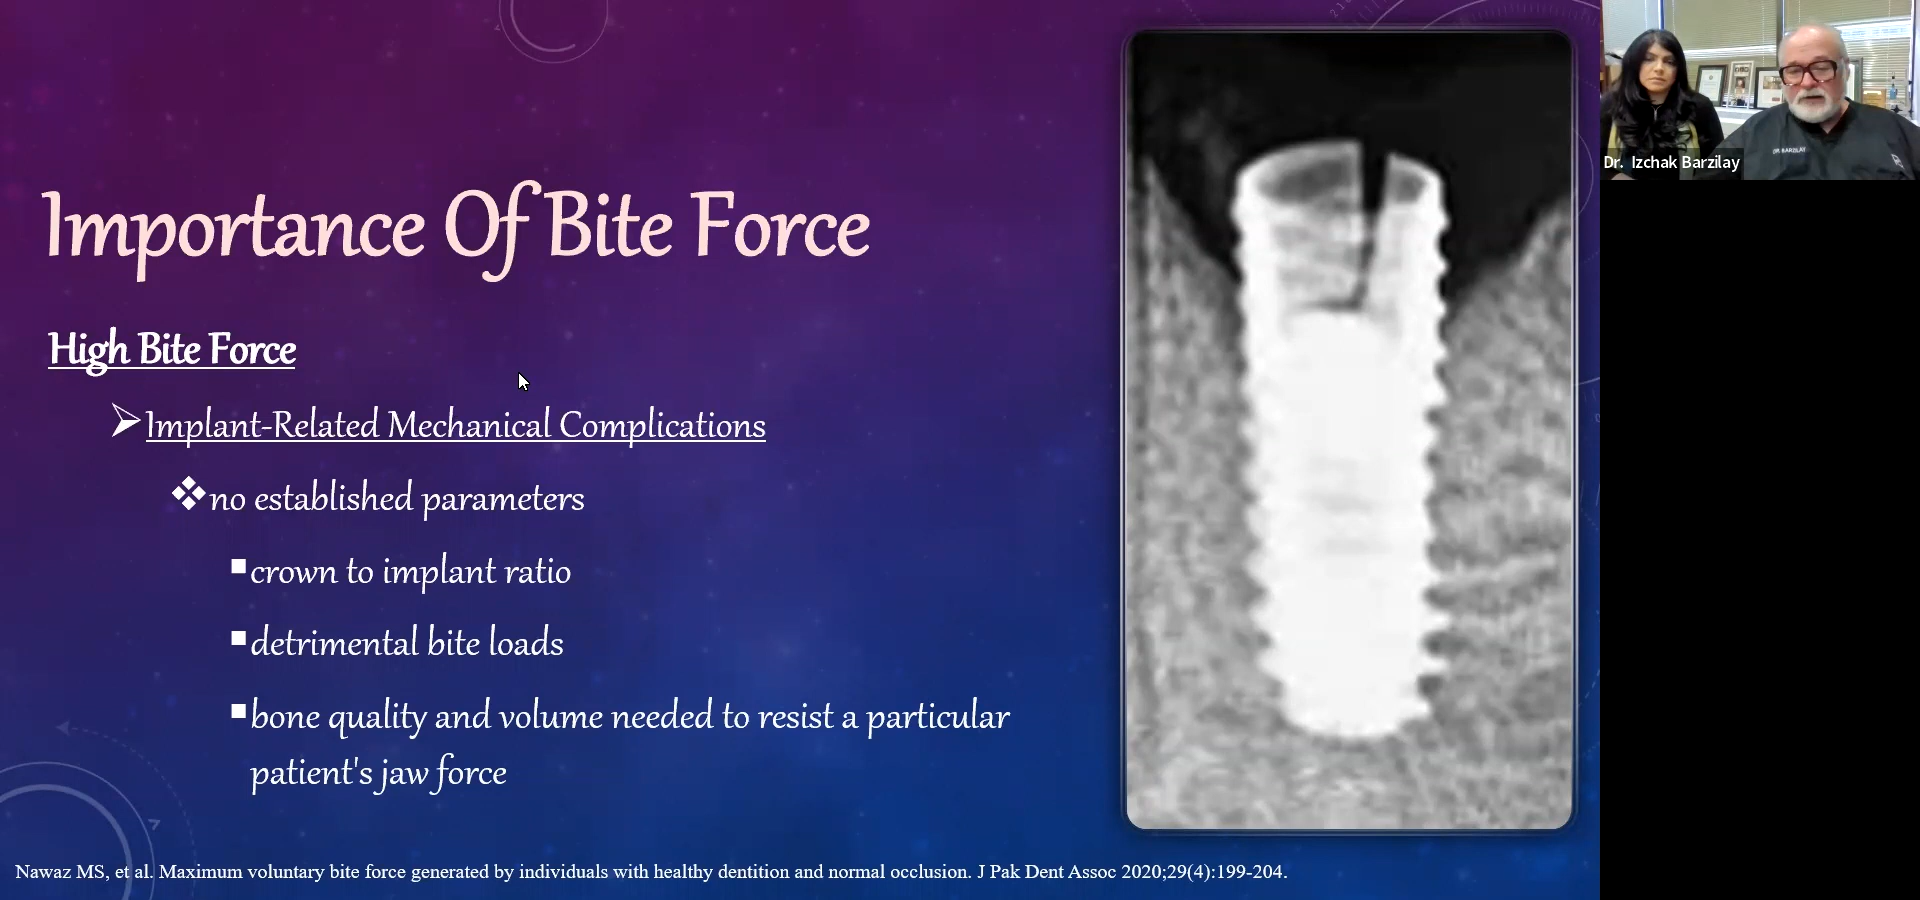 Importance Of Bite Force
High Bite Force
Implant-Related Mechanical Complications
no established parameters
crown to implant ratio
detrimental bite loads
bone quality and volume needed to resist a particular
patient's jaw force
Nawaz MS, et al. Maximum voluntary bite force generated by individuals with healthy dentition and normal occlusion. J Pak Dent Assoc 2020;29(4):199-204.
Dr. Izchak Barzilay
DR BARZILAY